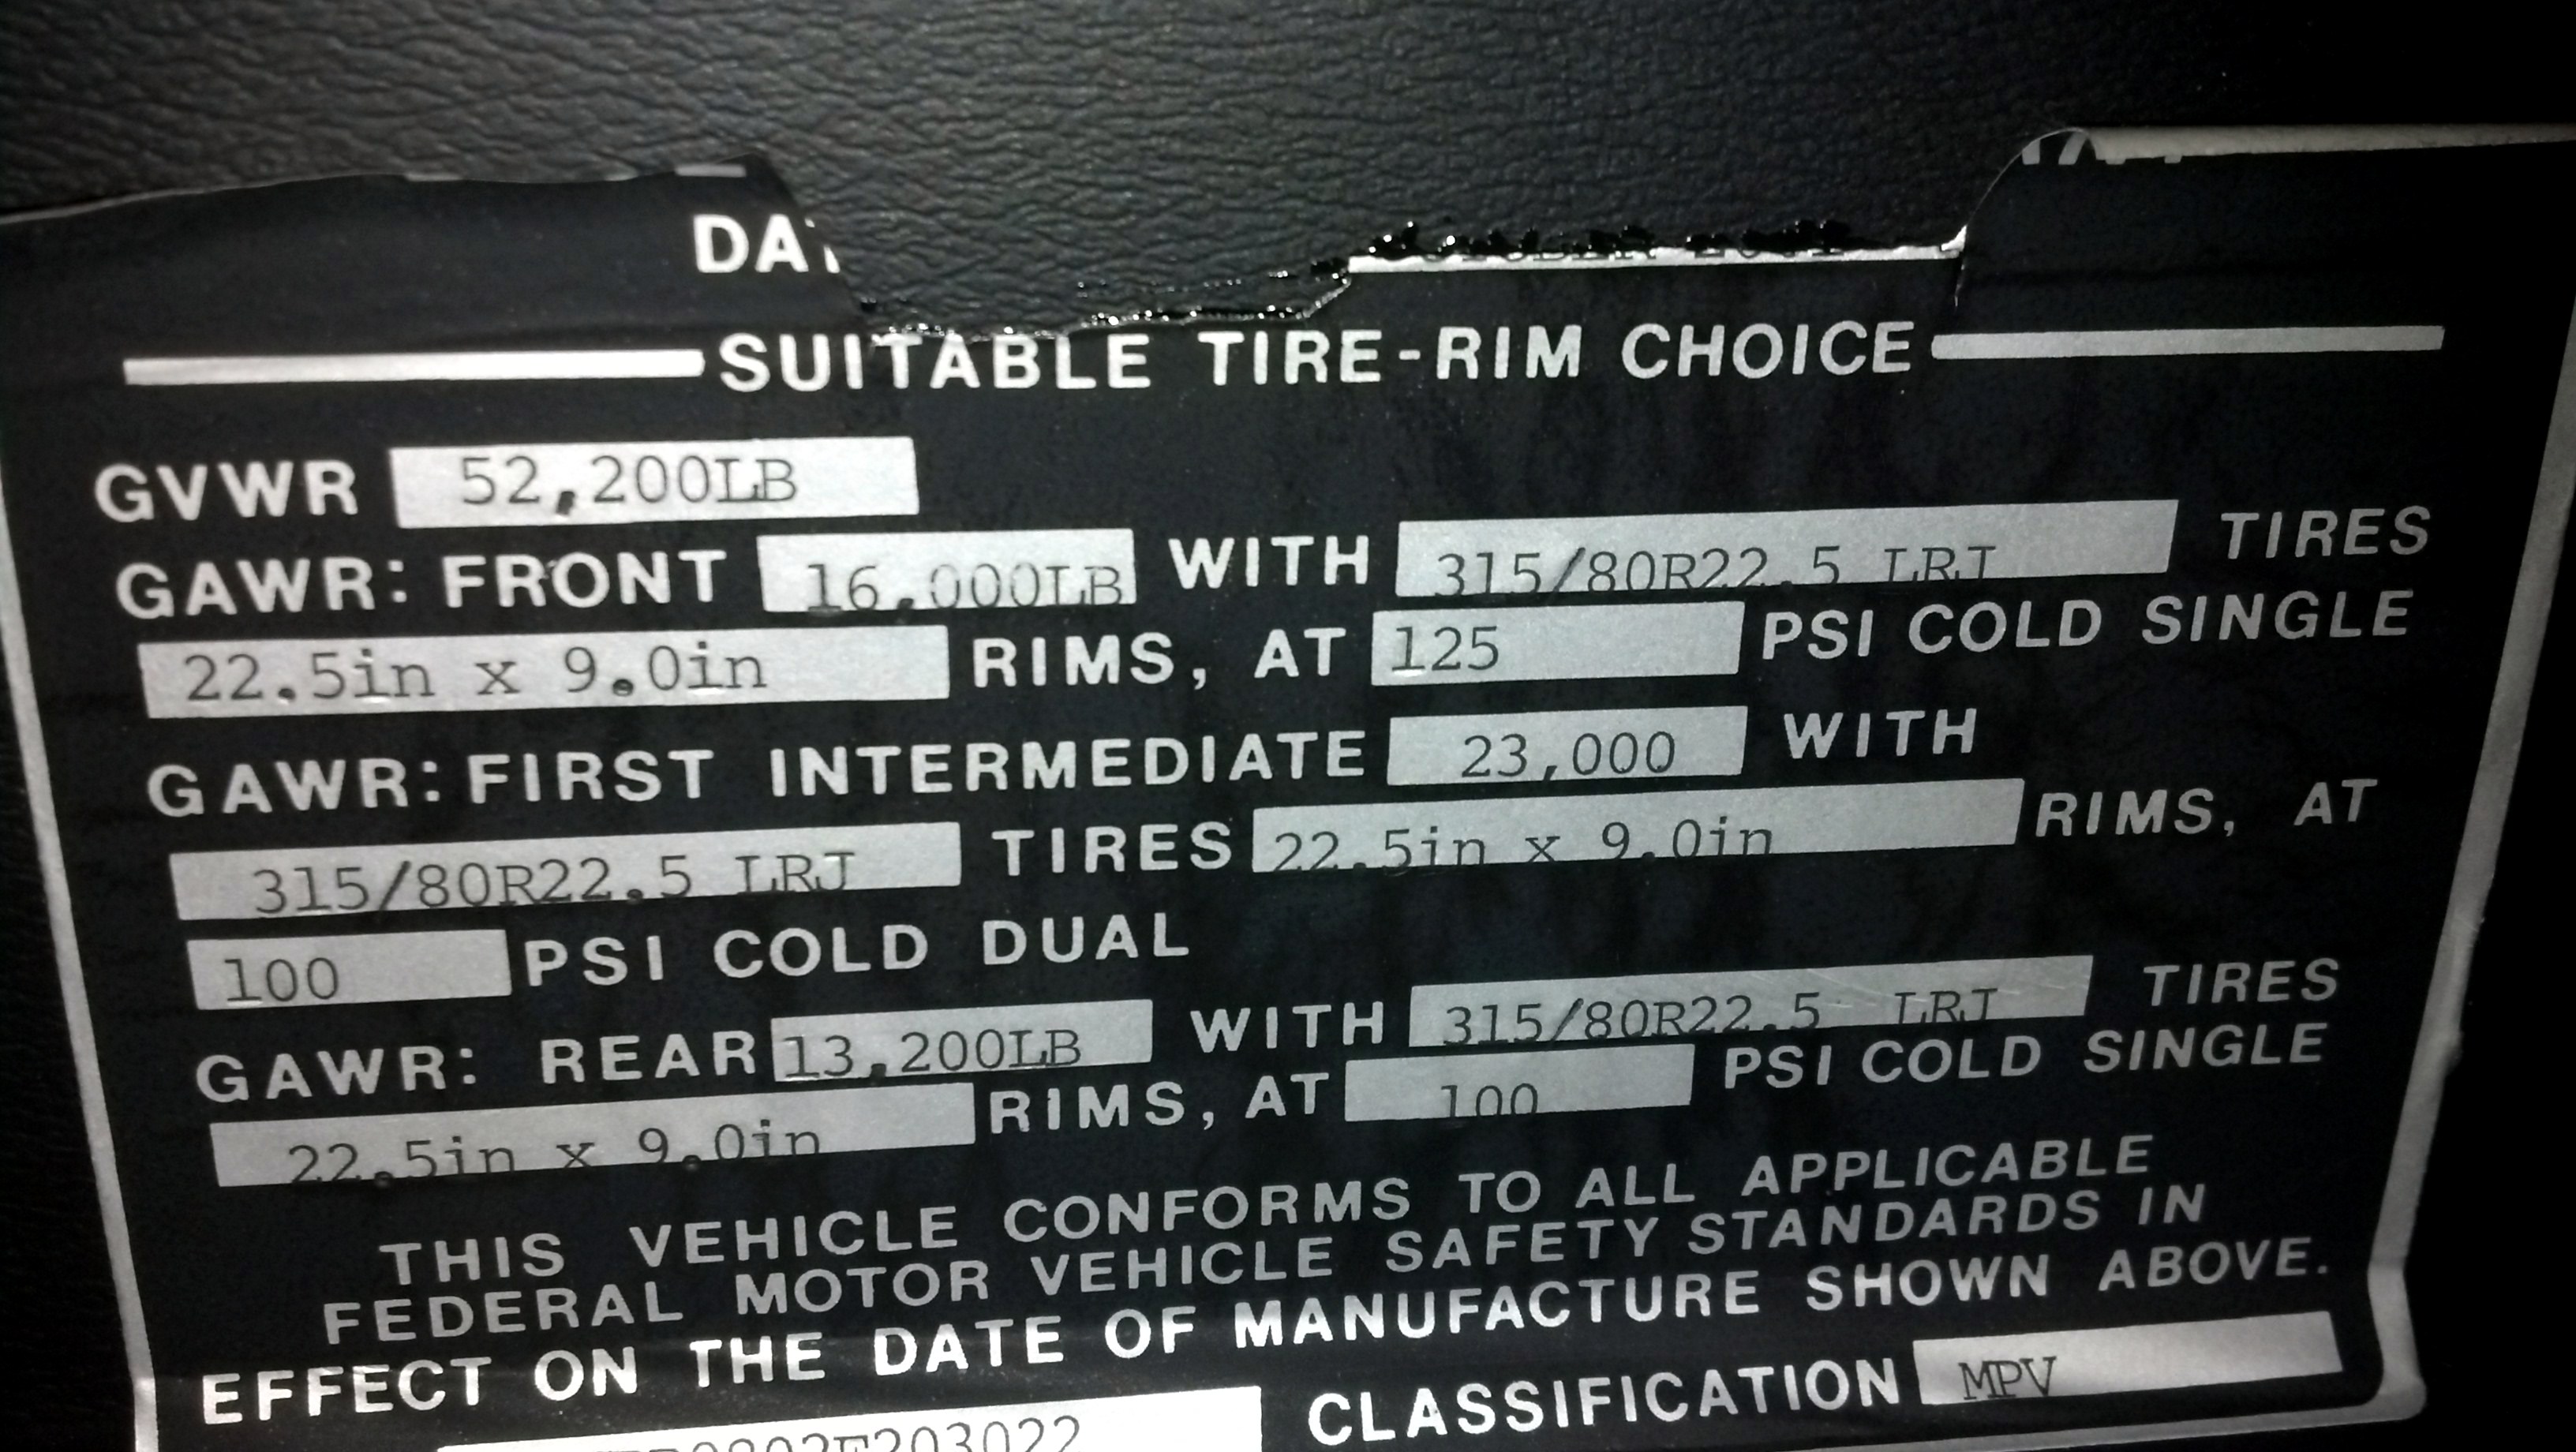 SUITABLE TIRE-RIM CHOICE
GVWR 52,200LB
GAWR: FRONT 16,000LB WITH 315/80R22.5 LRJ TIRES
22.5in x 9.0in RIMS, AT 125 PSI COLD SINGLE
GAWR: FIRST INTERMEDIATE 23,000 WITH
315/80R22.5 LRJ TIRES 22.5in x 9.0in RIMS, AT
100 PSI COLD DUAL
GAWR: REAR 13,200LB WITH 315/80R22.5 LRJ TIRES
22.5in x 9.0in RIMS, AT 100 PSI COLD SINGLE
THIS VEHICLE CONFORMS TO ALL APPLICABLE
FEDERAL MOTOR VEHICLE SAFETY STANDARDS IN
EFFECT ON THE DATE OF MANUFACTURE SHOWN ABOVE.
CLASSIFICATION MPV